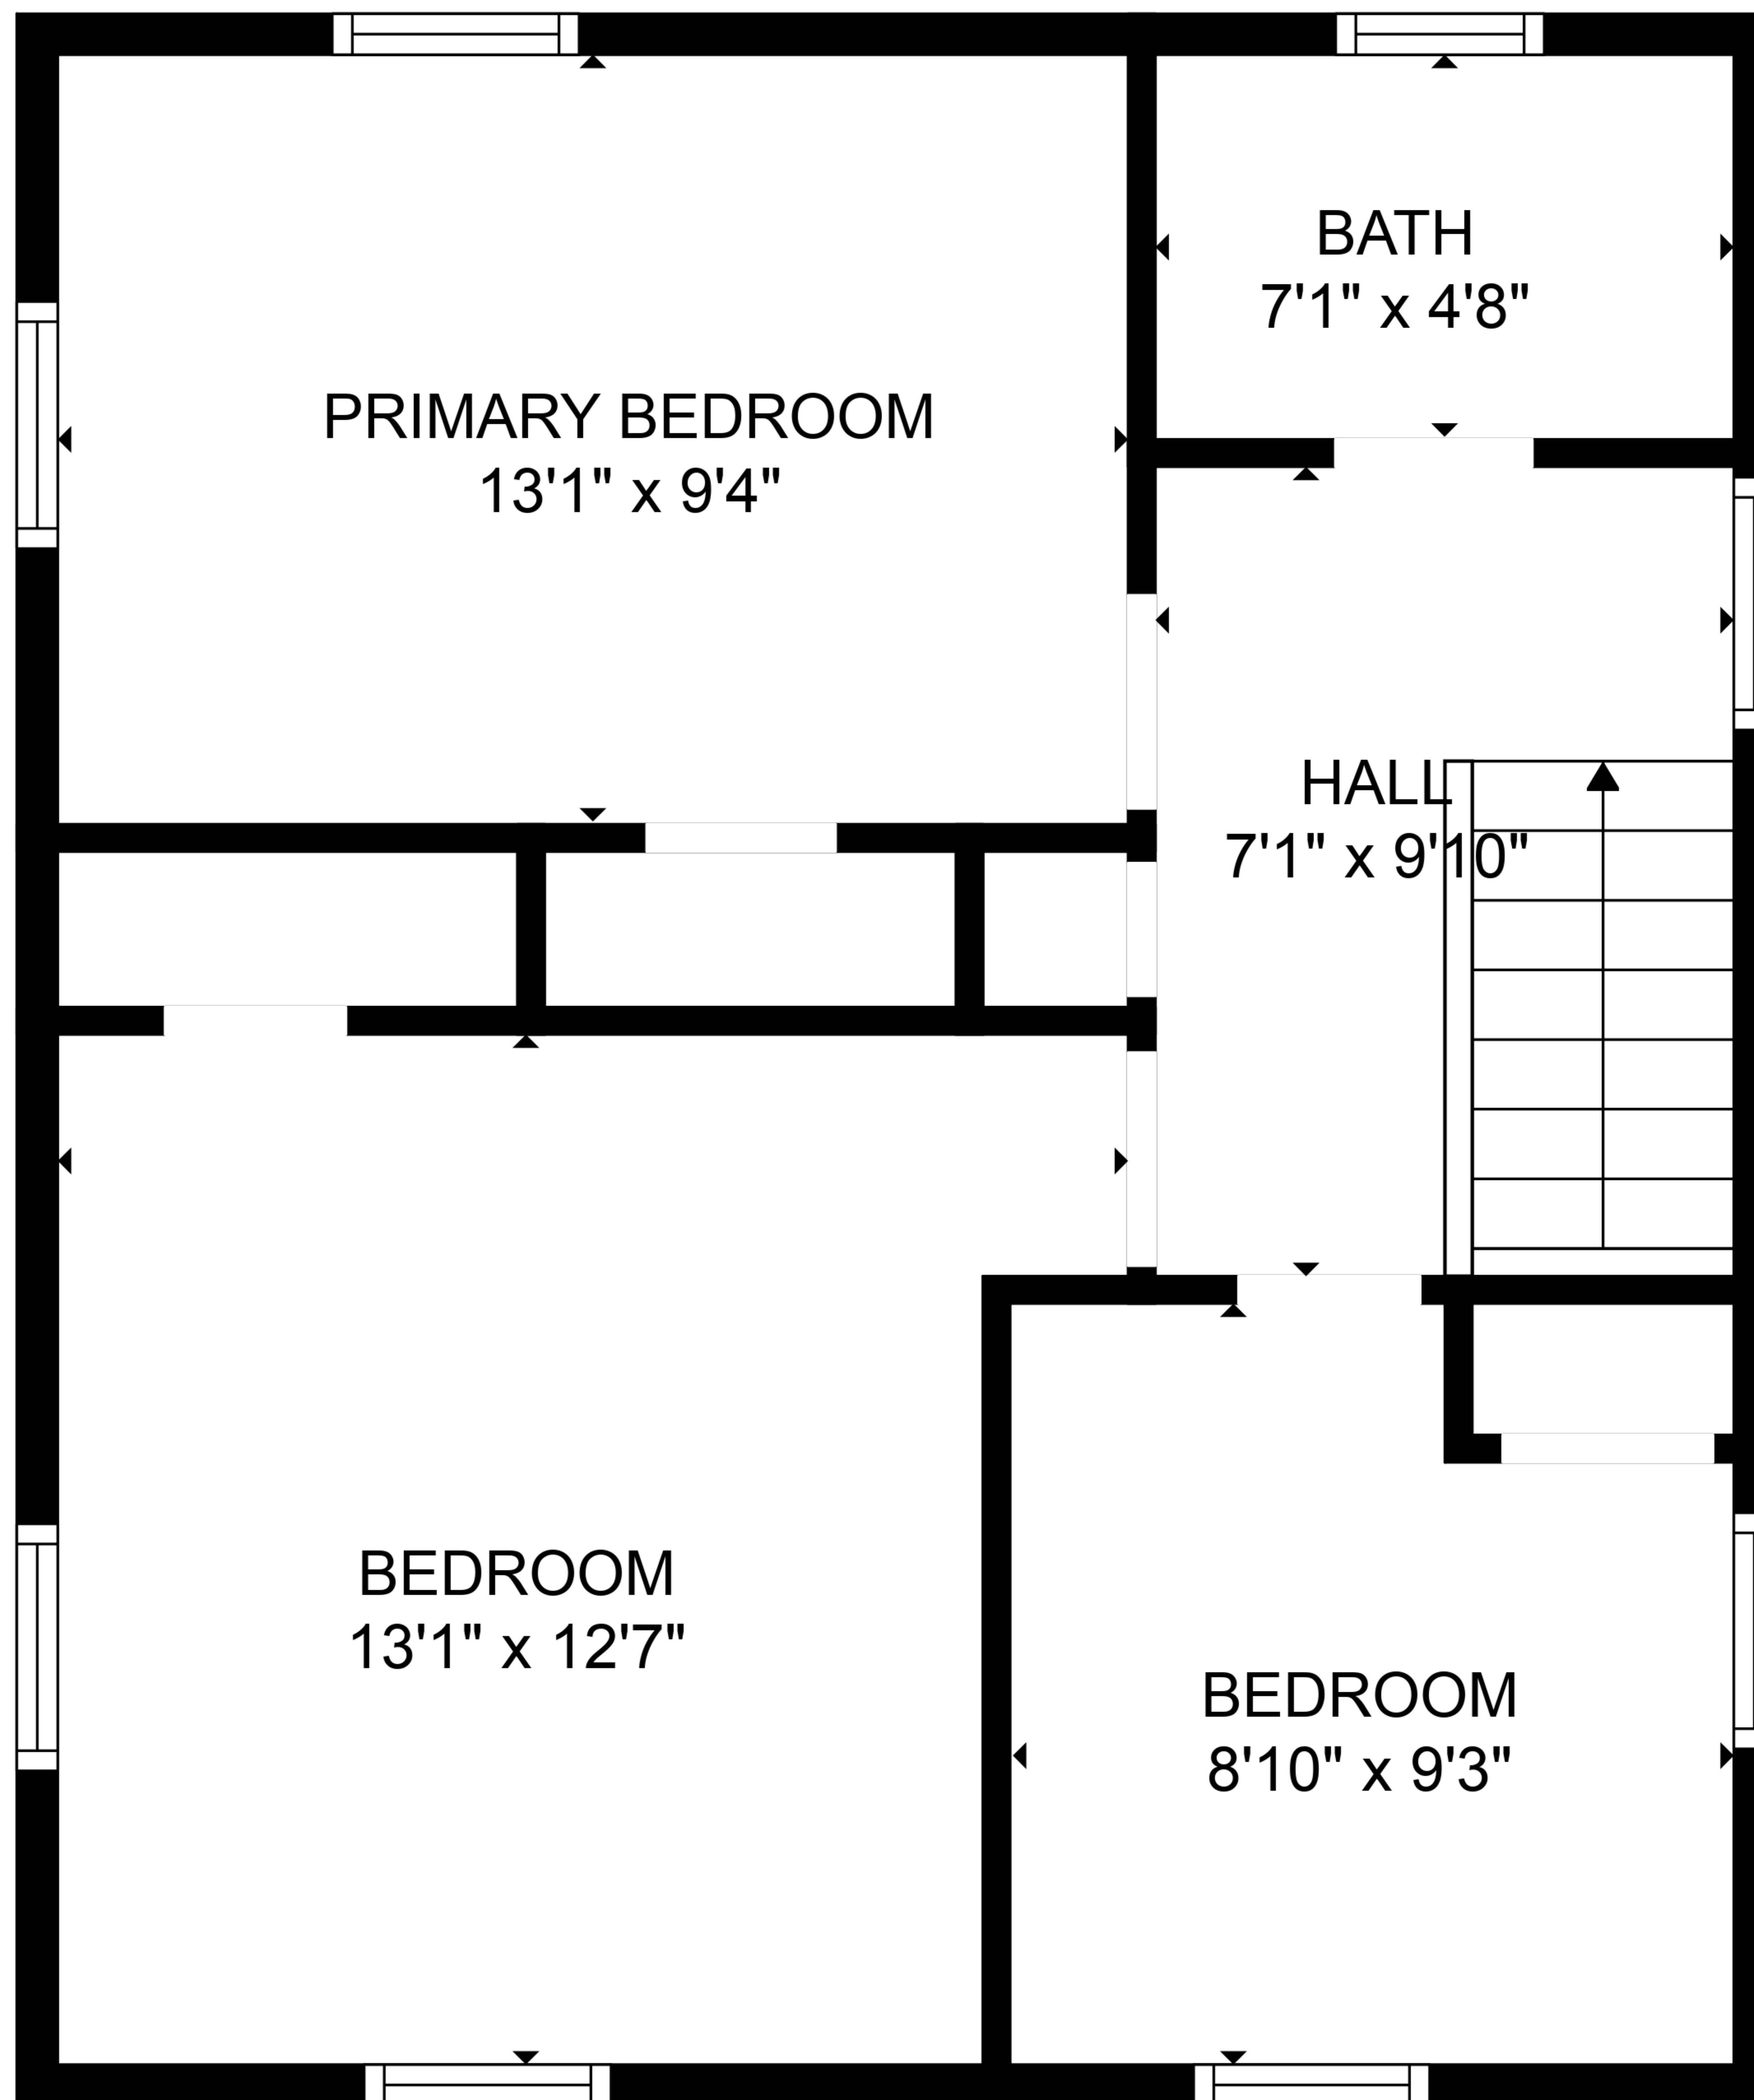 BATH
7'1" x 4'8"
PRIMARY BEDROOM
13'1" x 9'4"
HALL
7'1" x 9'10"
BEDROOM
13'1" x 12'7"
BEDROOM
8'10" x 9'3"